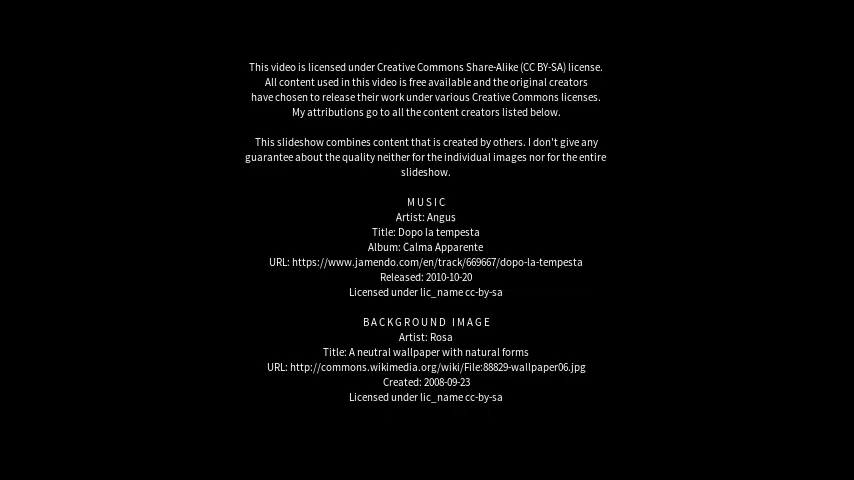 This video is licensed under Creative Commons Share-Alike (CC BY-SA) license.
All content used in this video is free available and the original creators
have chosen to release their work under various Creative Commons licenses.
My attributions go to all the content creators listed below.
This slideshow combines content that is created by others. I don't give any
guarantee about the quality neither for the individual images nor for the entire
slideshow.
MUSIC
Artist: Angus
Title: Dopo la tempesta
Album: Calma Apparente
URL: https://www.jamendo.com/en/track/669667/dopo-la-tempesta
Released: 2010-10-20
Licensed under lic_name cc-by-sa
BACKGROUND IMAGE
Artist: Rosa
Title: A neutral wallpaper with natural forms
URL: http://commons.wikimedia.org/wiki/File:88829-wallpaper06.jpg
Created: 2008-09-23
Licensed under lic_name cc-by-sa